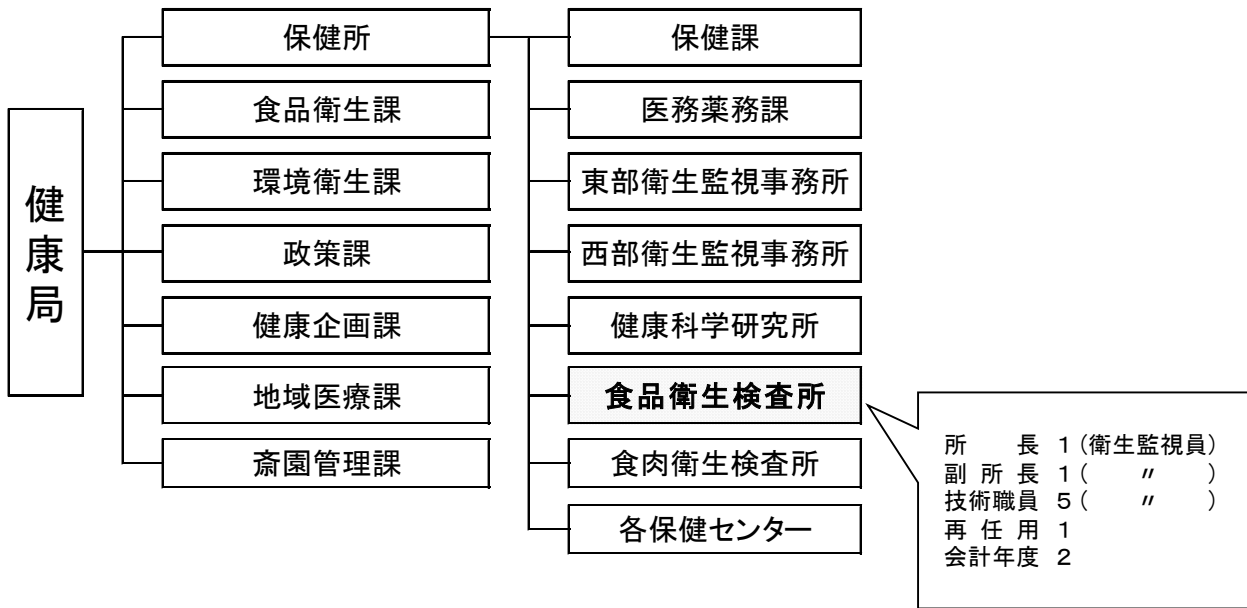 健康局
保健所
食品衛生課
環境衛生課
政策課
健康企画課
地域医療課
斎園管理課
保健課
医務薬務課
東部衛生監視事務所
西部衛生監視事務所
健康科学研究所
食品衛生検査所
食肉衛生検査所
各保健センター
所　　長 1 (衛生監視員)
副 所 長 1 (　　〃　　)
技術職員 5 (　　〃　　)
再 任 用 1
会計年度 2